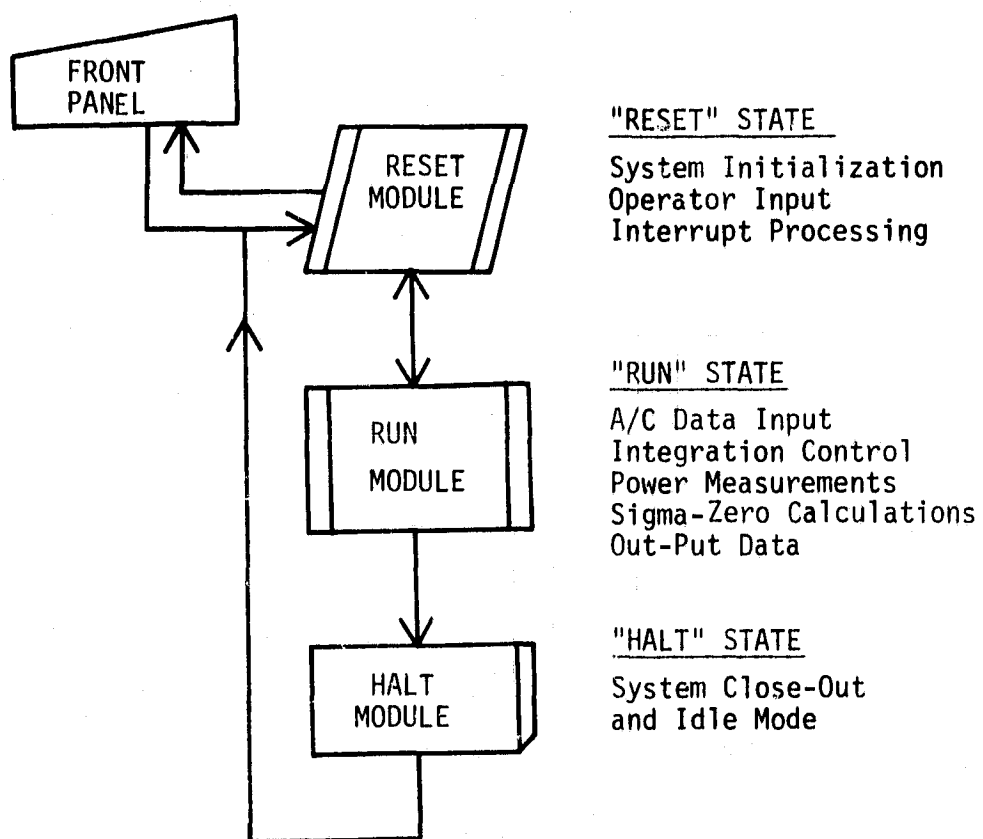 FRONT
PANEL
RESET
MODULE
"RESET" STATE
System Initialization
Operator Input
Interrupt Processing
RUN
MODULE
"RUN" STATE
A/C Data Input
Integration Control
Power Measurements
Sigma-Zero Calculations
Out-Put Data
HALT
MODULE
"HALT" STATE
System Close-Out
and Idle Mode